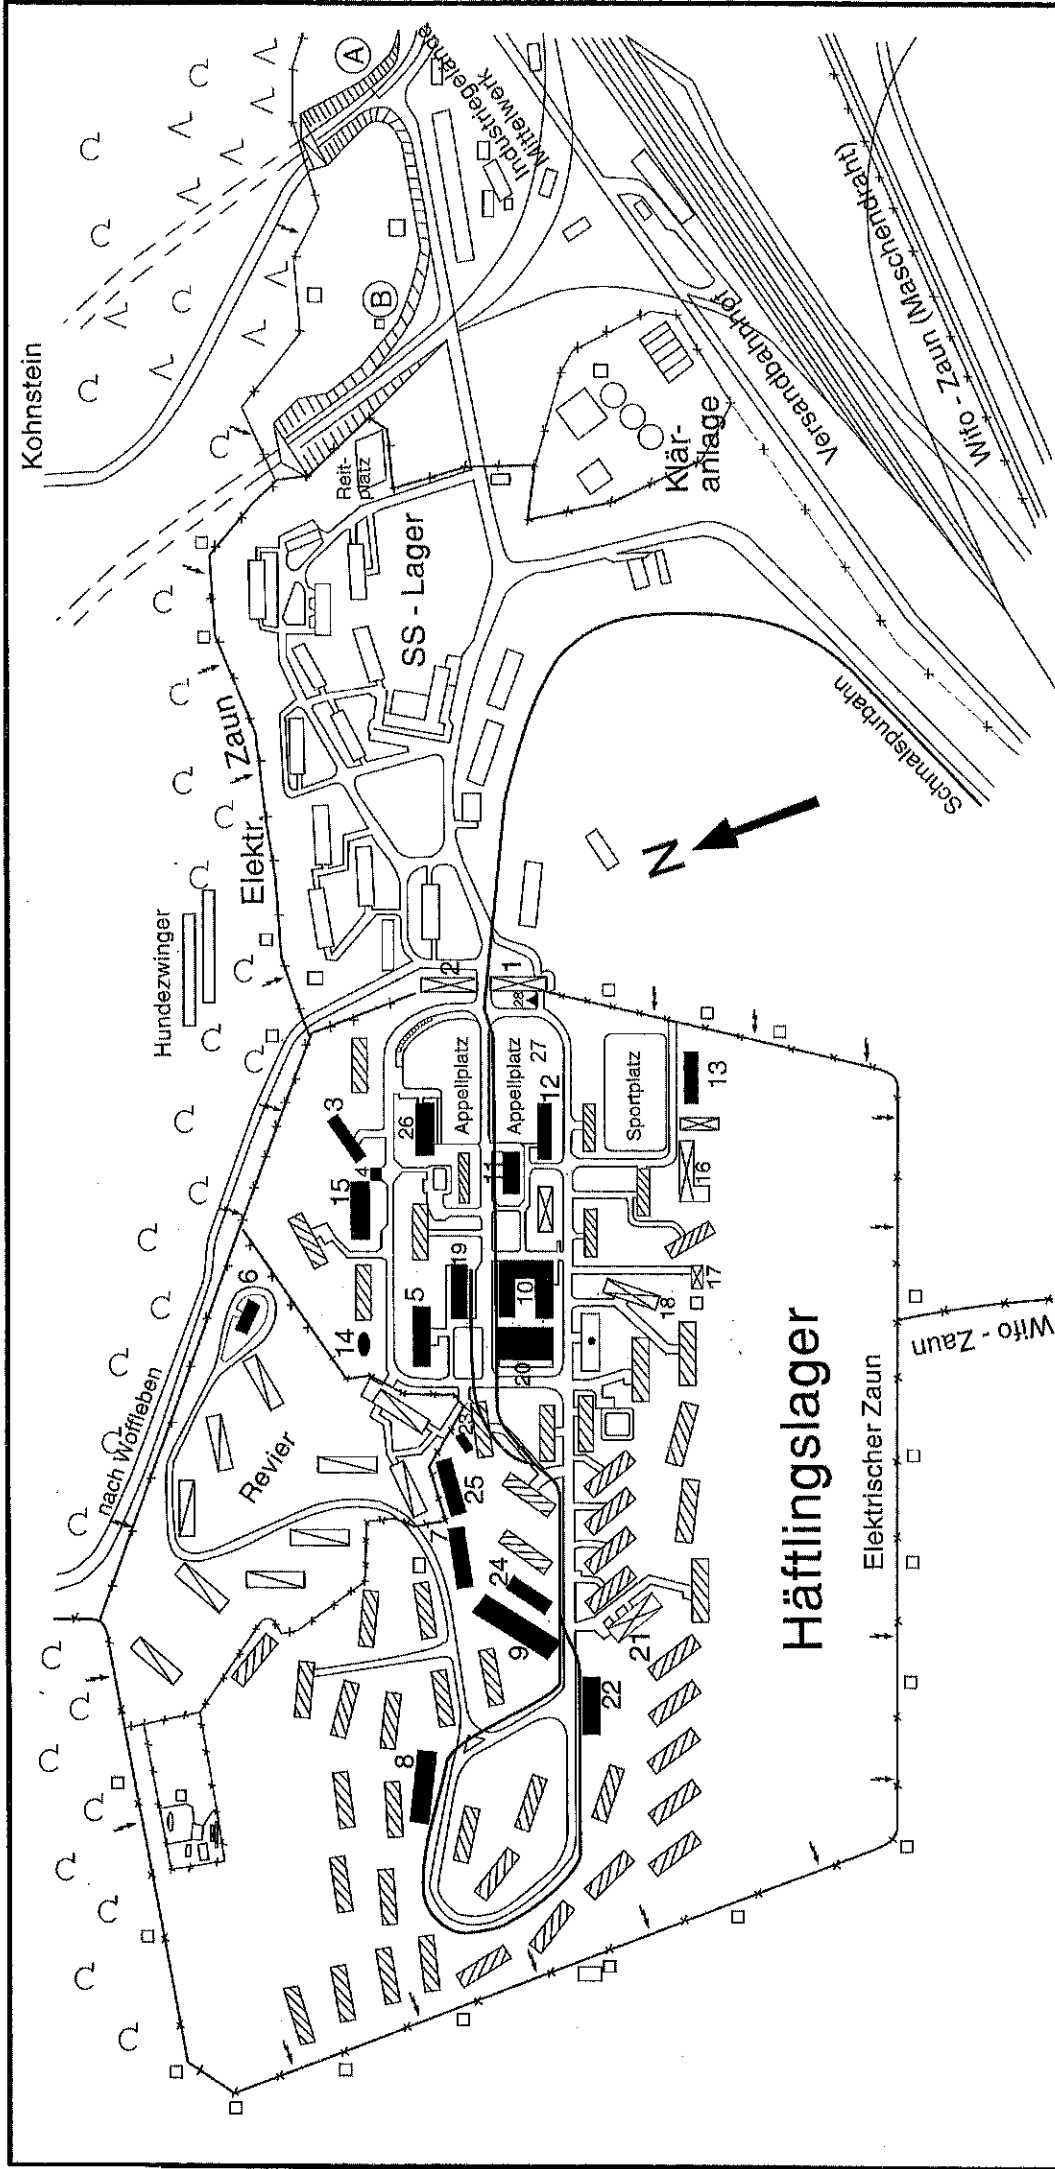 Kohnstein
A
B
Industriegelände
Mittelwerk
Versandbahnhof
Wifo - Zaun (Maschendraht)
Reit-
platz
SS - Lager
Klär-
anlage
Schmalspurbahn
Elektr. Zaun
Hundezwinger
N
nach Woffleben
Revier
Appellplatz
Appellplatz
Sportplatz
Häftlingslager
Elektrischer Zaun
Wifo - Zaun
1
2
3
4
5
6
7
8
9
10
11
12
13
14
15
16
17
18
19
20
21
22
23
24
25
26
27
28